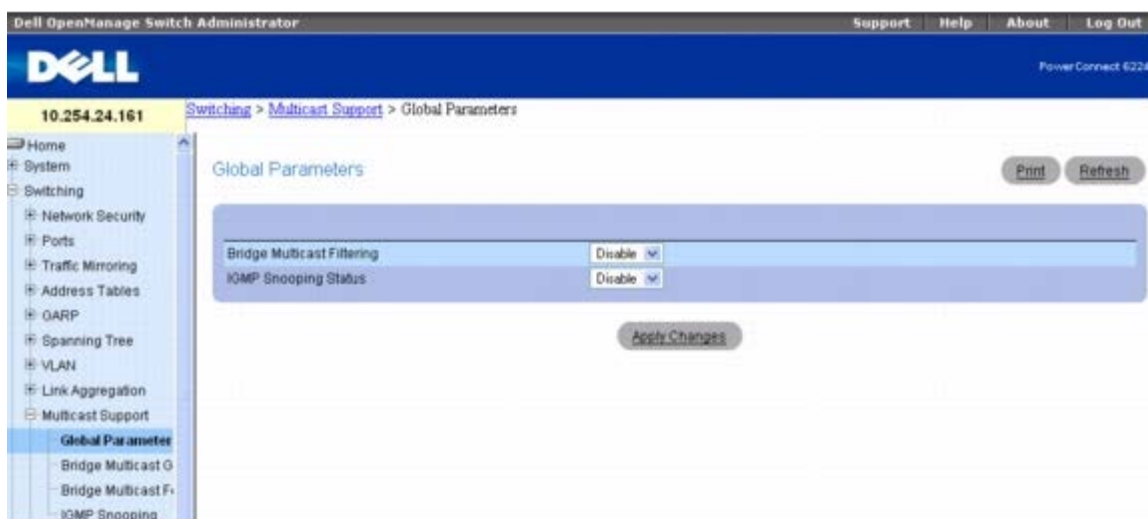 Dell OpenManage Switch Administrator Support Help About Log Out
DELL
PowerConnect 6224
10.254.24.161
Switching > Multicast Support > Global Parameters
Home
System
Switching
Network Security
Ports
Traffic Mirroring
Address Tables
GARP
Spanning Tree
VLAN
Link Aggregation
Multicast Support
Global Parameter
Bridge Multicast G
Bridge Multicast F
IGMP Snooping
Global Parameters
Print Refresh
Bridge Multicast Filtering Disable
IGMP Snooping Status Disable
Apply Changes